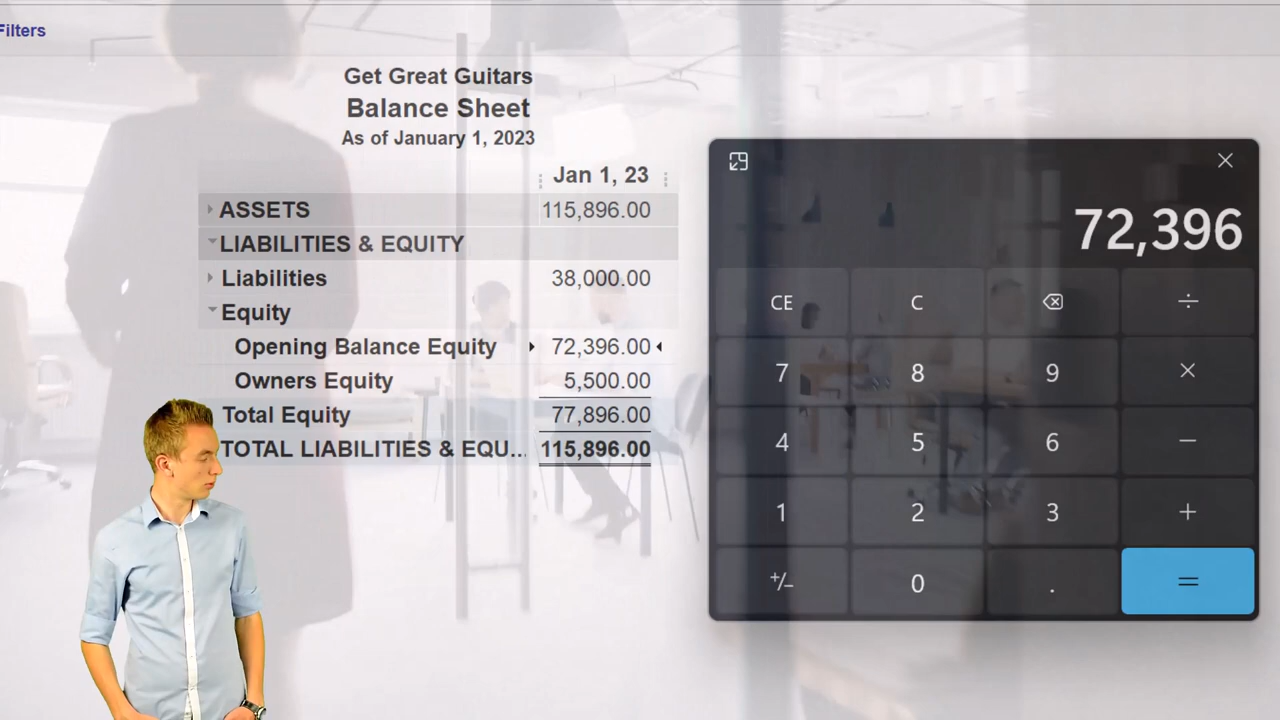 Filters
Get Great Guitars
Balance Sheet
As of January 1, 2023
Jan 1, 23
ASSETS 115,896.00
LIABILITIES & EQUITY
Liabilities 38,000.00
Equity
Opening Balance Equity 72,396.00
Owners Equity 5,500.00
Total Equity 77,896.00
TOTAL LIABILITIES & EQU... 115,896.00
72,396
CE C ÷
7 8 9 ×
4 5 6 −
1 2 3 +
+/− 0 . =